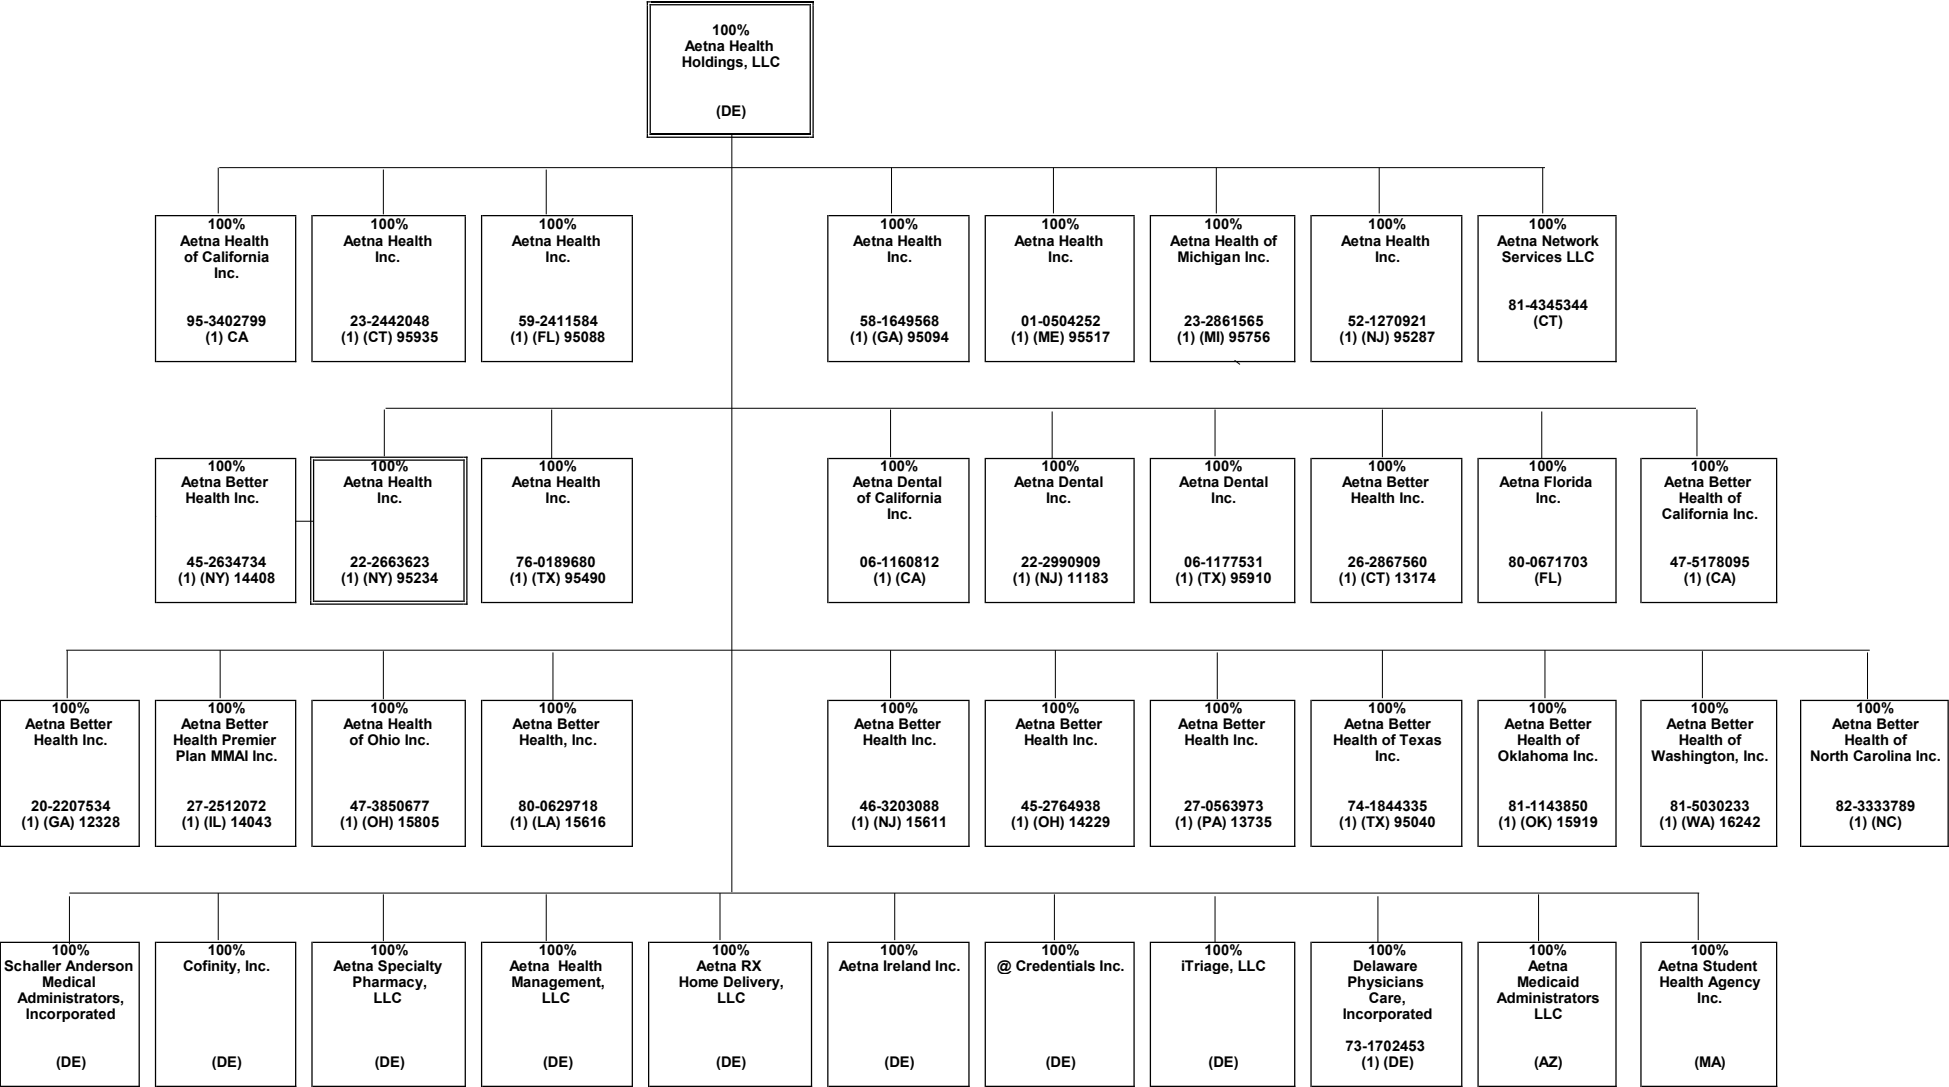 100%
Aetna Health
Holdings, LLC
(DE)
100%
Aetna Health
of California
Inc.
95-3402799
(1) CA
100%
Aetna Health
Inc.
23-2442048
(1) (CT) 95935
100%
Aetna Health
Inc.
59-2411584
(1) (FL) 95088
100%
Aetna Health
Inc.
58-1649568
(1) (GA) 95094
100%
Aetna Health
Inc.
01-0504252
(1) (ME) 95517
100%
Aetna Health of
Michigan Inc.
23-2861565
(1) (MI) 95756
100%
Aetna Health
Inc.
52-1270921
(1) (NJ) 95287
100%
Aetna Network
Services LLC
81-4345344
(CT)
100%
Aetna Better
Health Inc.
45-2634734
(1) (NY) 14408
100%
Aetna Health
Inc.
22-2663623
(1) (NY) 95234
100%
Aetna Health
Inc.
76-0189680
(1) (TX) 95490
100%
Aetna Dental
of California
Inc.
06-1160812
(1) (CA)
100%
Aetna Dental
Inc.
22-2990909
(1) (NJ) 11183
100%
Aetna Dental
Inc.
06-1177531
(1) (TX) 95910
100%
Aetna Better
Health Inc.
26-2867560
(1) (CT) 13174
100%
Aetna Florida
Inc.
80-0671703
(FL)
100%
Aetna Better
Health of
California Inc.
47-5178095
(1) (CA)
100%
Aetna Better
Health Inc.
20-2207534
(1) (GA) 12328
100%
Aetna Better
Health Premier
Plan MMAI Inc.
27-2512072
(1) (IL) 14043
100%
Aetna Health
of Ohio Inc.
47-3850677
(1) (OH) 15805
100%
Aetna Better
Health, Inc.
80-0629718
(1) (LA) 15616
100%
Aetna Better
Health Inc.
46-3203088
(1) (NJ) 15611
100%
Aetna Better
Health Inc.
45-2764938
(1) (OH) 14229
100%
Aetna Better
Health Inc.
27-0563973
(1) (PA) 13735
100%
Aetna Better
Health of Texas
Inc.
74-1844335
(1) (TX) 95040
100%
Aetna Better
Health of
Oklahoma Inc.
81-1143850
(1) (OK) 15919
100%
Aetna Better
Health of
Washington, Inc.
81-5030233
(1) (WA) 16242
100%
Aetna Better
Health of
North Carolina Inc.
82-3333789
(1) (NC)
100%
Schaller Anderson
Medical
Administrators,
Incorporated
(DE)
100%
Cofinity, Inc.
(DE)
100%
Aetna Specialty
Pharmacy,
LLC
(DE)
100%
Aetna Health
Management,
LLC
(DE)
100%
Aetna RX
Home Delivery,
LLC
(DE)
100%
Aetna Ireland Inc.
(DE)
100%
@ Credentials Inc.
(DE)
100%
iTriage, LLC
(DE)
100%
Delaware
Physicians
Care,
Incorporated
73-1702453
(1) (DE)
100%
Aetna
Medicaid
Administrators
LLC
(AZ)
100%
Aetna Student
Health Agency
Inc.
(MA)